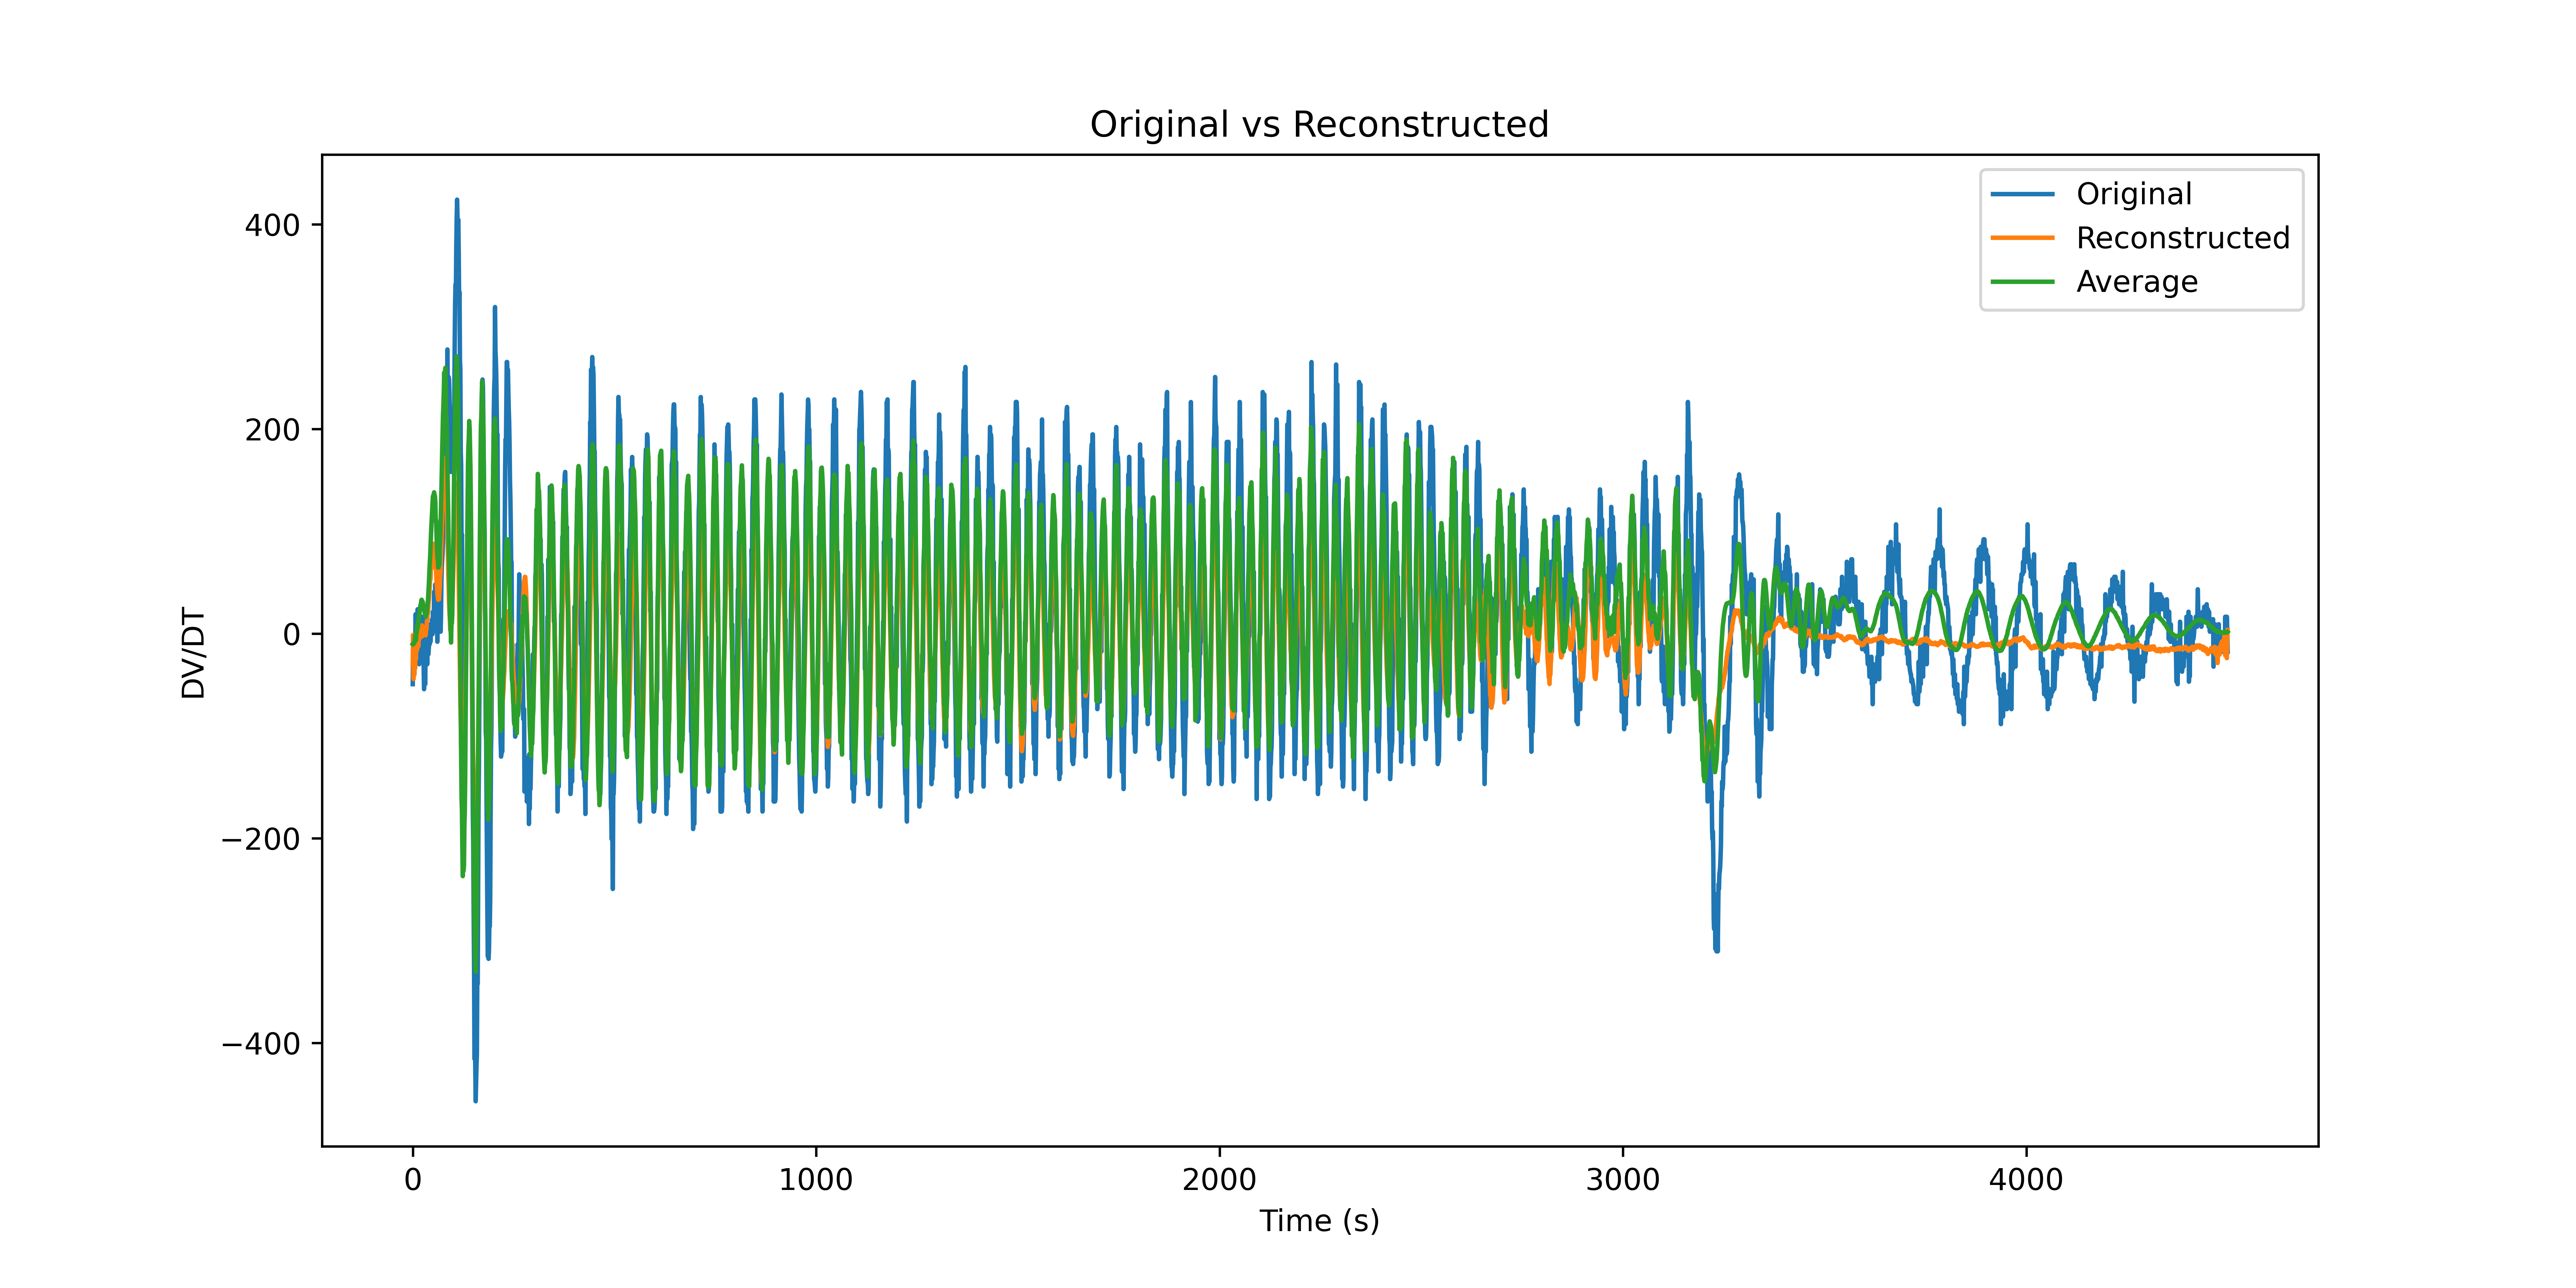 Original vs Reconstructed
Original
Reconstructed
Average
400
200
0
−200
−400
DV/DT
0
1000
2000
3000
4000
Time (s)